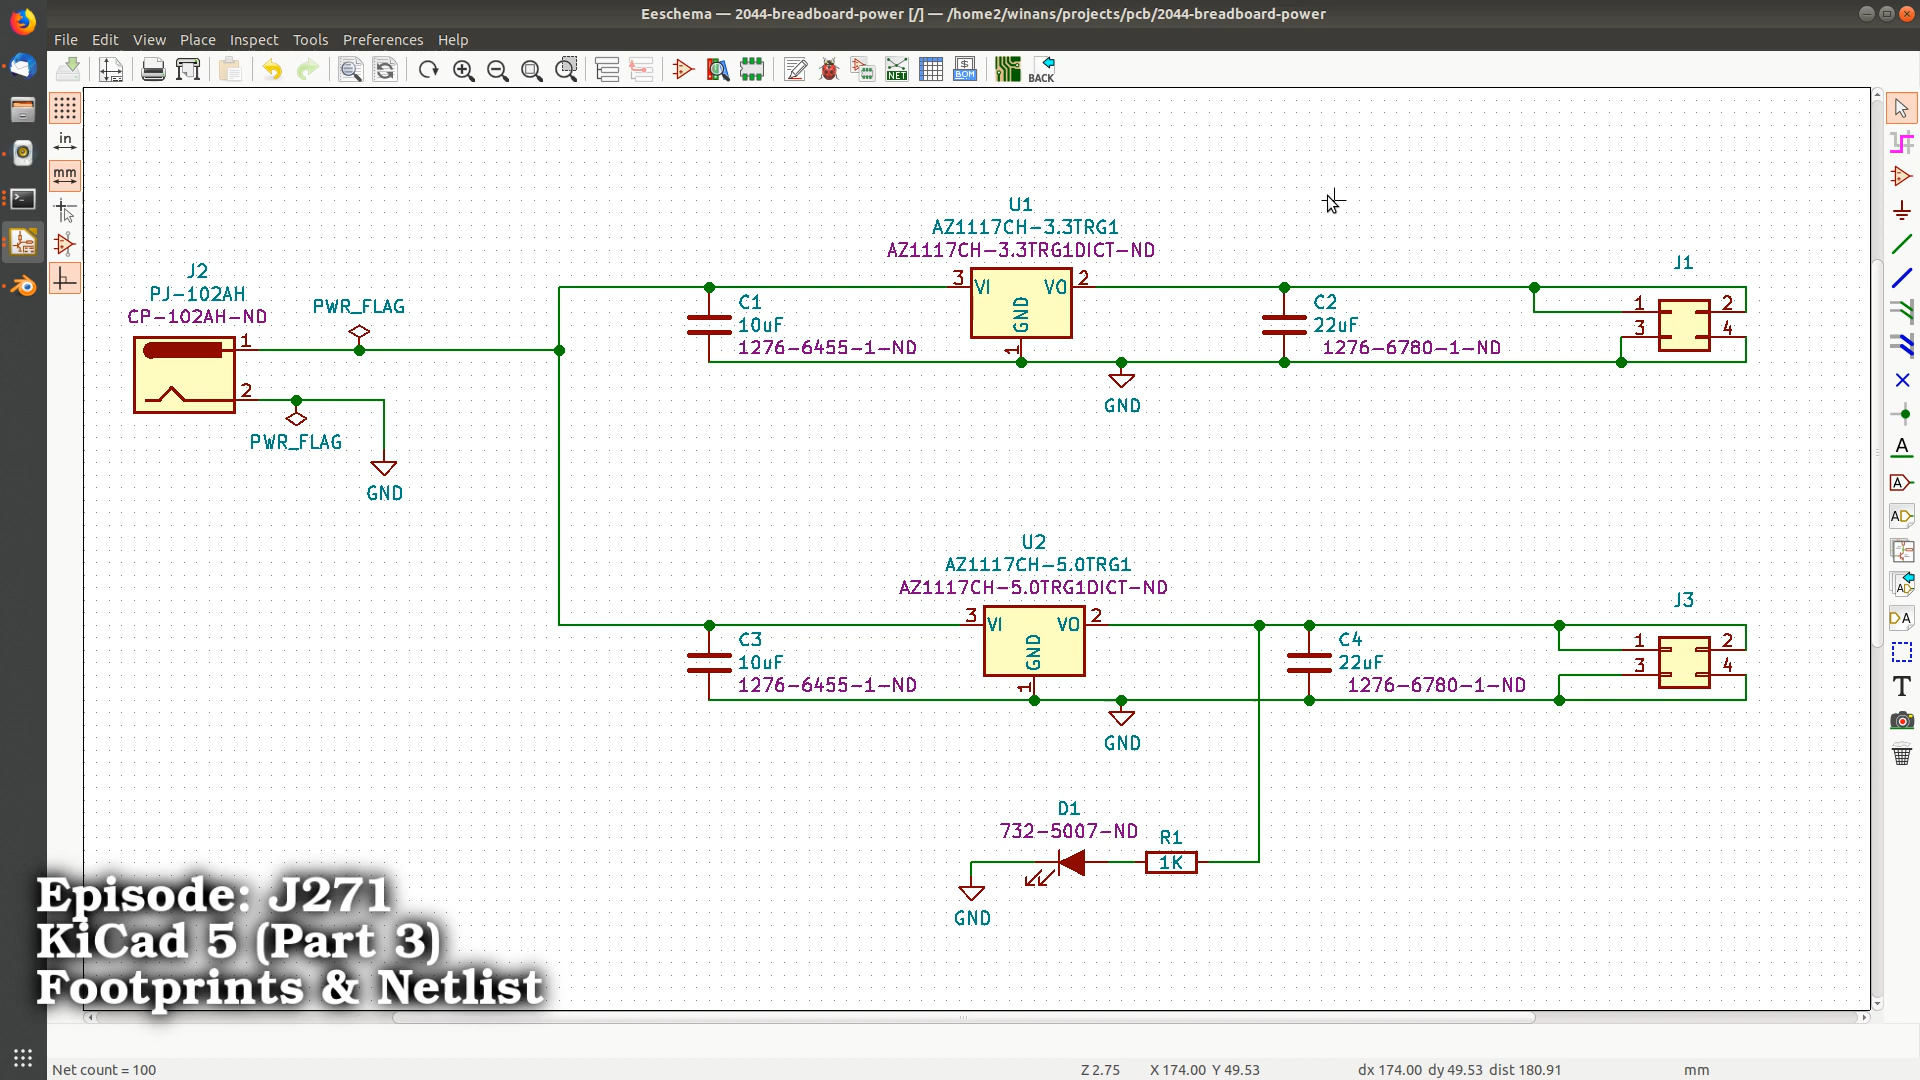 Eeschema — 2044-breadboard-power [/] — /home2/winans/projects/pcb/2044-breadboard-power
File Edit View Place Inspect Tools Preferences Help
NET
BOM
BACK
in
mm
J2
PJ-102AH
CP-102AH-ND
1
2
PWR_FLAG
PWR_FLAG
GND
U1
AZ1117CH-3.3TRG1
AZ1117CH-3.3TRG1DICT-ND
3 VI VO 2
GND
1
C1
10uF
1276-6455-1-ND
GND
C2
22uF
1276-6780-1-ND
J1
1 2
3 4
U2
AZ1117CH-5.0TRG1
AZ1117CH-5.0TRG1DICT-ND
3 VI VO 2
GND
1
C3
10uF
1276-6455-1-ND
GND
C4
22uF
1276-6780-1-ND
J3
1 2
3 4
D1
732-5007-ND
R1
1K
GND
A
A
AD
AD
DA
T
Episode: J271
KiCad 5 (Part 3)
Footprints & Netlist
Net count = 100
Z 2.75 X 174.00 Y 49.53 dx 174.00 dy 49.53 dist 180.91 mm